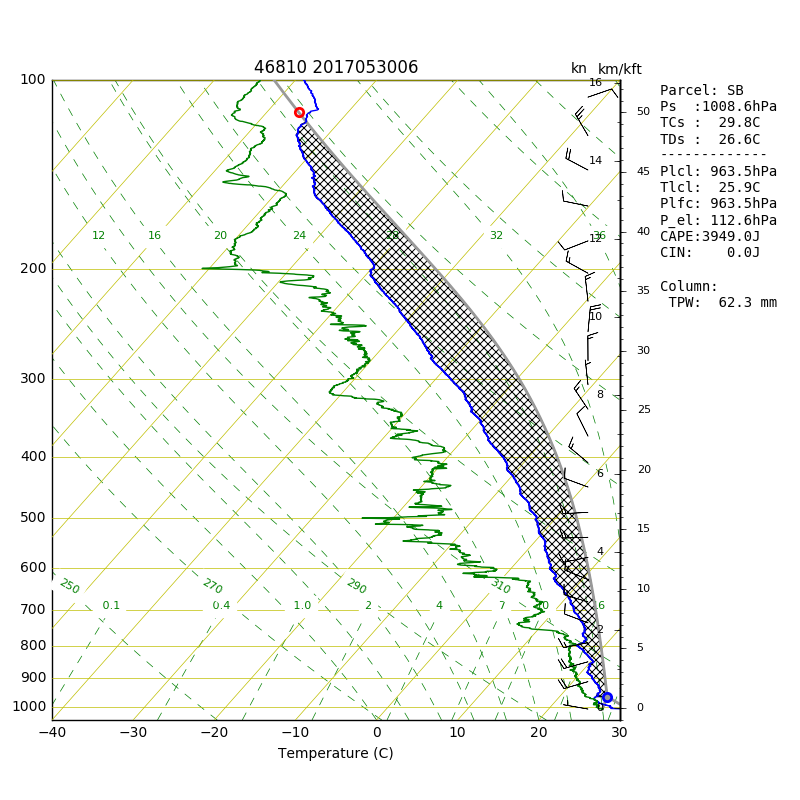 46810 2017053006
kn km/kft
100
200
300
400
500
600
700
800
900
1000
12 16 20 24 28 32 36
250 270 290 310
0.1 0.4 1.0 2 4 7 10 16
16
14
12
10
8
6
4
2
0
50
45
40
35
30
25
20
15
10
5
0
−40 −30 −20 −10 0 10 20 30
Temperature (C)
Parcel: SB
Ps :1008.6hPa
TCs : 29.8C
TDs : 26.6C
-------------
Plcl: 963.5hPa
Tlcl: 25.9C
Plfc: 963.5hPa
P_el: 112.6hPa
CAPE:3949.0J
CIN: 0.0J
Column:
TPW: 62.3 mm